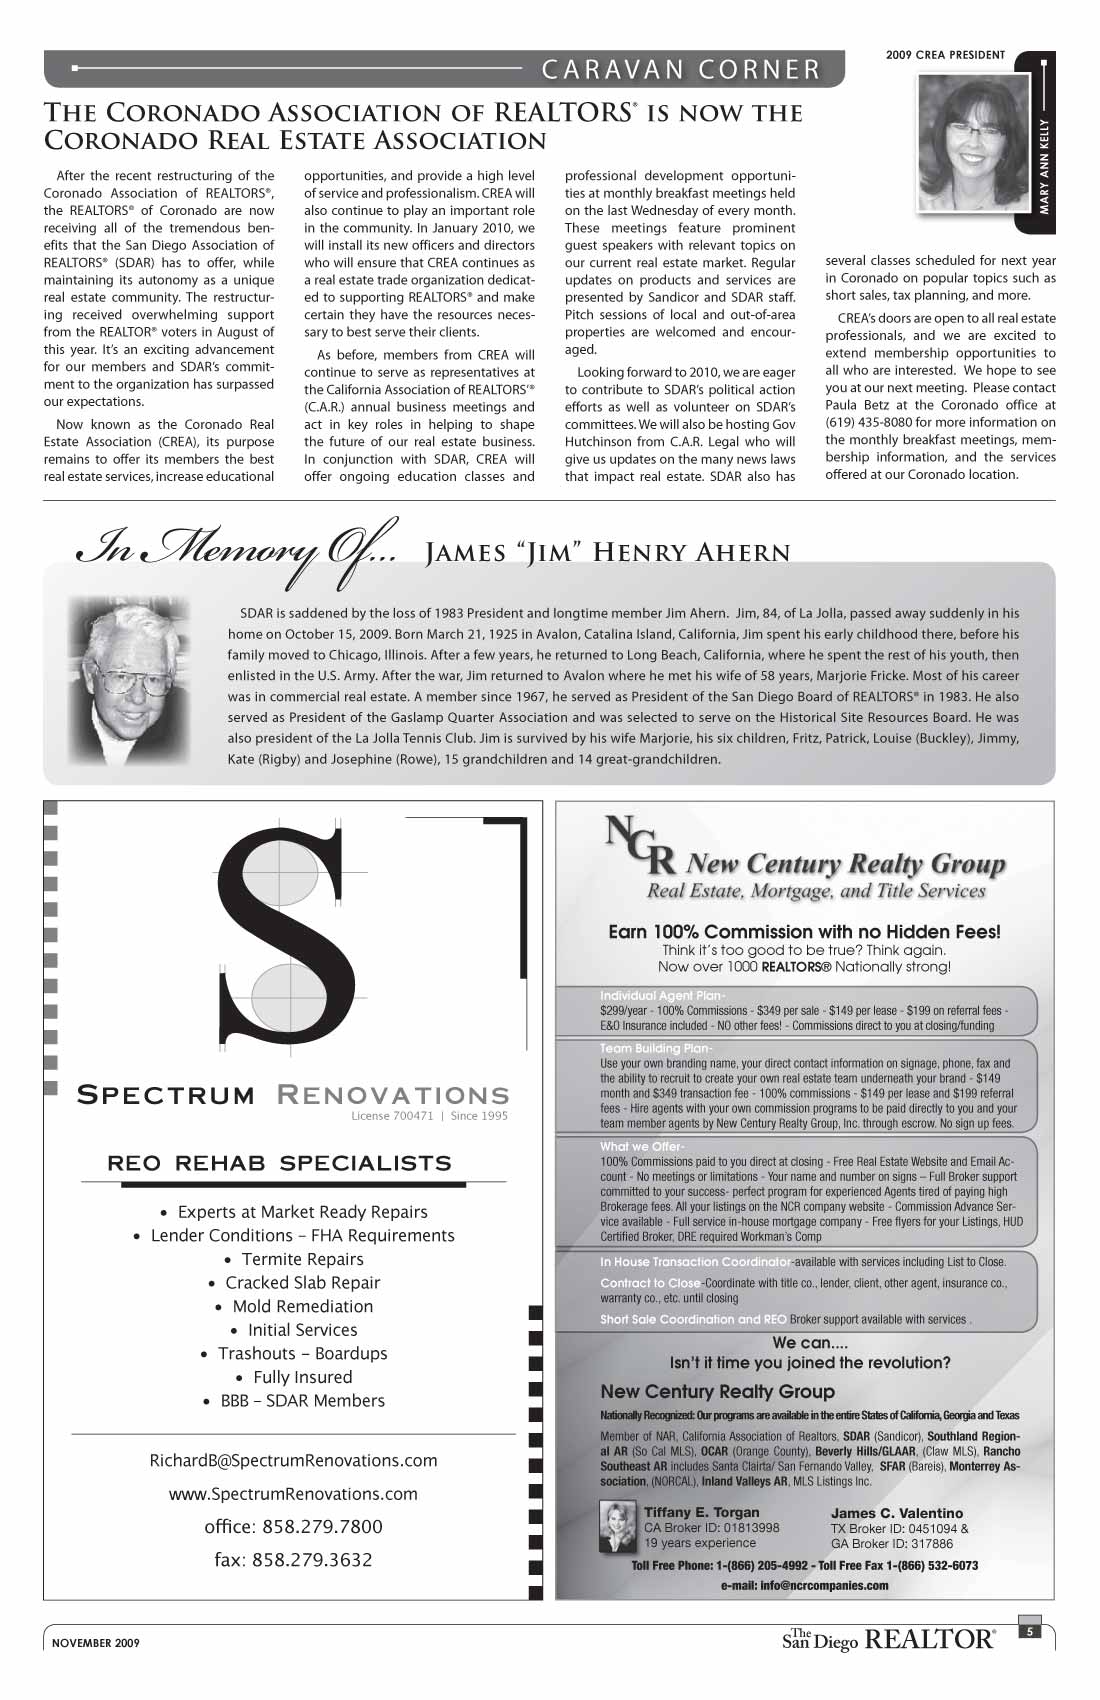 CARAVAN CORNER
2009 CREA PRESIDENT
MARY ANN KELLY
THE CORONADO ASSOCIATION OF REALTORS® IS NOW THE
CORONADO REAL ESTATE ASSOCIATION
After the recent restructuring of the
Coronado Association of REALTORS®,
the REALTORS® of Coronado are now
receiving all of the tremendous ben-
efits that the San Diego Association of
REALTORS® (SDAR) has to offer, while
maintaining its autonomy as a unique
real estate community. The restructur-
ing received overwhelming support
from the REALTOR® voters in August of
this year. It's an exciting advancement
for our members and SDAR's commit-
ment to the organization has surpassed
our expectations.
Now known as the Coronado Real
Estate Association (CREA), its purpose
remains to offer its members the best
real estate services, increase educational
opportunities, and provide a high level
of service and professionalism. CREA will
also continue to play an important role
in the community. In January 2010, we
will install its new officers and directors
who will ensure that CREA continues as
a real estate trade organization dedicat-
ed to supporting REALTORS® and make
certain they have the resources neces-
sary to best serve their clients.
As before, members from CREA will
continue to serve as representatives at
the California Association of REALTORS'®
(C.A.R.) annual business meetings and
act in key roles in helping to shape
the future of our real estate business.
In conjunction with SDAR, CREA will
offer ongoing education classes and
professional development opportuni-
ties at monthly breakfast meetings held
on the last Wednesday of every month.
These meetings feature prominent
guest speakers with relevant topics on
our current real estate market. Regular
updates on products and services are
presented by Sandicor and SDAR staff.
Pitch sessions of local and out-of-area
properties are welcomed and encour-
aged.
Looking forward to 2010, we are eager
to contribute to SDAR's political action
efforts as well as volunteer on SDAR's
committees. We will also be hosting Gov
Hutchinson from C.A.R. Legal who will
give us updates on the many news laws
that impact real estate. SDAR also has
several classes scheduled for next year
in Coronado on popular topics such as
short sales, tax planning, and more.
CREA's doors are open to all real estate
professionals, and we are excited to
extend membership opportunities to
all who are interested. We hope to see
you at our next meeting. Please contact
Paula Betz at the Coronado office at
(619) 435-8080 for more information on
the monthly breakfast meetings, mem-
bership information, and the services
offered at our Coronado location.
In Memory Of... JAMES "JIM" HENRY AHERN
SDAR is saddened by the loss of 1983 President and longtime member Jim Ahern. Jim, 84, of La Jolla, passed away suddenly in his
home on October 15, 2009. Born March 21, 1925 in Avalon, Catalina Island, California, Jim spent his early childhood there, before his
family moved to Chicago, Illinois. After a few years, he returned to Long Beach, California, where he spent the rest of his youth, then
enlisted in the U.S. Army. After the war, Jim returned to Avalon where he met his wife of 58 years, Marjorie Fricke. Most of his career
was in commercial real estate. A member since 1967, he served as President of the San Diego Board of REALTORS® in 1983. He also
served as President of the Gaslamp Quarter Association and was selected to serve on the Historical Site Resources Board. He was
also president of the La Jolla Tennis Club. Jim is survived by his wife Marjorie, his six children, Fritz, Patrick, Louise (Buckley), Jimmy,
Kate (Rigby) and Josephine (Rowe), 15 grandchildren and 14 great-grandchildren.
S
SPECTRUM RENOVATIONS
License 700471 | Since 1995
REO REHAB SPECIALISTS
• Experts at Market Ready Repairs
• Lender Conditions – FHA Requirements
• Termite Repairs
• Cracked Slab Repair
• Mold Remediation
• Initial Services
• Trashouts – Boardups
• Fully Insured
• BBB – SDAR Members
RichardB@SpectrumRenovations.com
www.SpectrumRenovations.com
office: 858.279.7800
fax: 858.279.3632
NCR New Century Realty Group
Real Estate, Mortgage, and Title Services
Earn 100% Commission with no Hidden Fees!
Think it's too good to be true? Think again.
Now over 1000 REALTORS® Nationally strong!
Individual Agent Plan-
$299/year - 100% Commissions - $349 per sale - $149 per lease - $199 on referral fees -
E&O Insurance included - NO other fees! - Commissions direct to you at closing/funding
Team Building Plan-
Use your own branding name, your direct contact information on signage, phone, fax and
the ability to recruit to create your own real estate team underneath your brand - $149
month and $349 transaction fee - 100% commissions - $149 per lease and $199 referral
fees - Hire agents with your own commission programs to be paid directly to you and your
team member agents by New Century Realty Group, Inc. through escrow. No sign up fees.
What we Offer-
100% Commissions paid to you direct at closing - Free Real Estate Website and Email Ac-
count - No meetings or limitations - Your name and number on signs – Full Broker support
committed to your success- perfect program for experienced Agents tired of paying high
Brokerage fees. All your listings on the NCR company website - Commission Advance Ser-
vice available - Full service in-house mortgage company - Free flyers for your Listings, HUD
Certified Broker, DRE required Workman's Comp
In House Transaction Coordinator-available with services including List to Close.
Contract to Close-Coordinate with title co., lender, client, other agent, insurance co.,
warranty co., etc. until closing
Short Sale Coordination and REO Broker support available with services .
We can....
Isn't it time you joined the revolution?
New Century Realty Group
Nationally Recognized: Our programs are available in the entire States of California, Georgia and Texas
Member of NAR, California Association of Realtors, SDAR (Sandicor), Southland Region-
al AR (So Cal MLS), OCAR (Orange County), Beverly Hills/GLAAR, (Claw MLS), Rancho
Southeast AR includes Santa Clairta/ San Fernando Valley, SFAR (Bareis), Monterrey As-
sociation, (NORCAL), Inland Valleys AR, MLS Listings Inc.
Tiffany E. Torgan
CA Broker ID: 01813998
19 years experience
James C. Valentino
TX Broker ID: 0451094 &
GA Broker ID: 317886
Toll Free Phone: 1-(866) 205-4992 - Toll Free Fax 1-(866) 532-6073
e-mail: info@ncrcompanies.com
NOVEMBER 2009
The San Diego REALTOR®
5